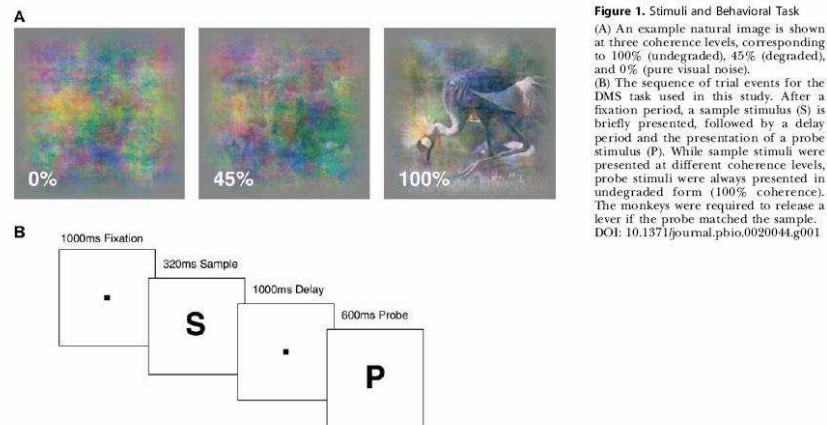 A
0%
45%
100%
B
1000ms Fixation
320ms Sample
S
1000ms Delay
600ms Probe
P
Figure 1. Stimuli and Behavioral Task
(A) An example natural image is shown
at three coherence levels, corresponding
to 100% (undegraded), 45% (degraded),
and 0% (pure visual noise).
(B) The sequence of trial events for the
DMS task used in this study. After a
fixation period, a sample stimulus (S) is
briefly presented, followed by a delay
period and the presentation of a probe
stimulus (P). While sample stimuli were
presented at different coherence levels,
probe stimuli were always presented in
undegraded form (100% coherence).
The monkeys were required to release a
lever if the probe matched the sample.
DOI: 10.1371/journal.pbio.0020044.g001